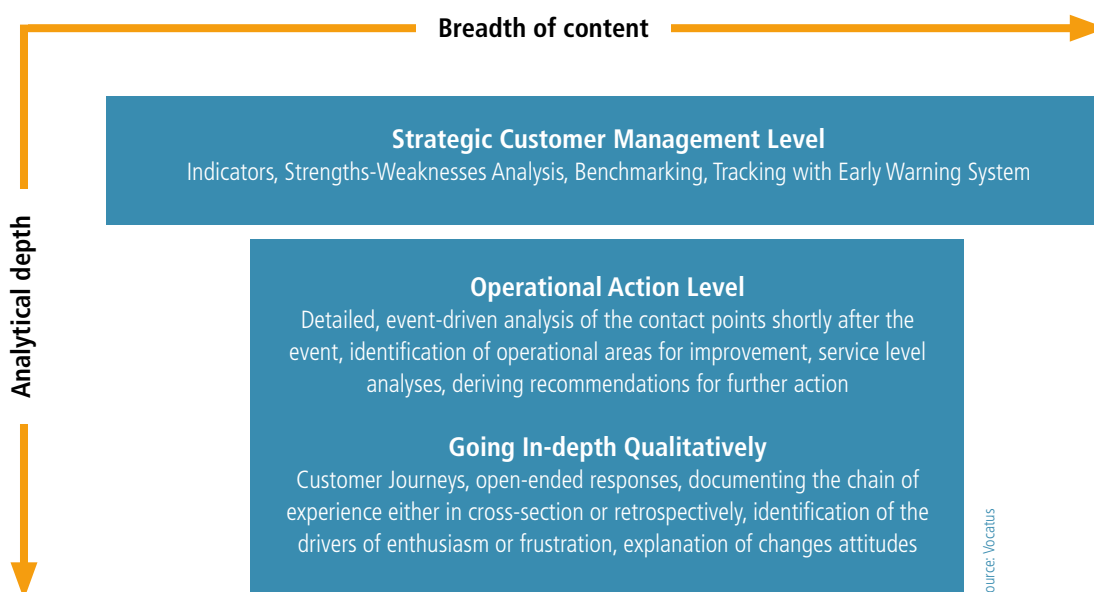 Breadth of content
Analytical depth
Strategic Customer Management Level
Indicators, Strengths-Weaknesses Analysis, Benchmarking, Tracking with Early Warning System
Operational Action Level
Detailed, event-driven analysis of the contact points shortly after the
event, identification of operational areas for improvement, service level
analyses, deriving recommendations for further action
Going In-depth Qualitatively
Customer Journeys, open-ended responses, documenting the chain of
experience either in cross-section or retrospectively, identification of the
drivers of enthusiasm or frustration, explanation of changes attitudes
ource: Vocatus